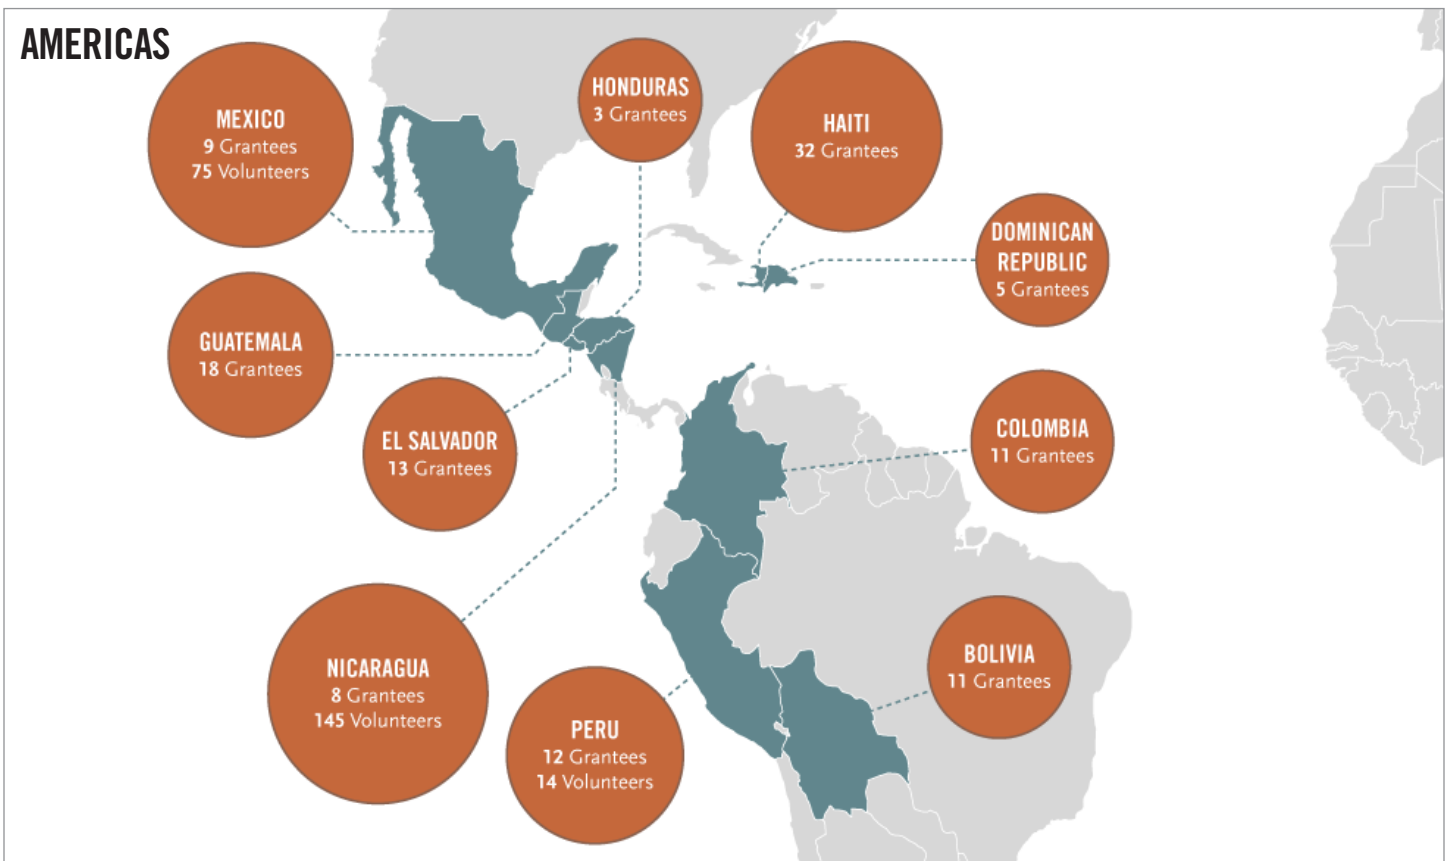 AMERICAS
MEXICO
9 Grantees
75 Volunteers
HONDURAS
3 Grantees
HAITI
32 Grantees
DOMINICAN
REPUBLIC
5 Grantees
GUATEMALA
18 Grantees
EL SALVADOR
13 Grantees
COLOMBIA
11 Grantees
NICARAGUA
8 Grantees
145 Volunteers
PERU
12 Grantees
14 Volunteers
BOLIVIA
11 Grantees